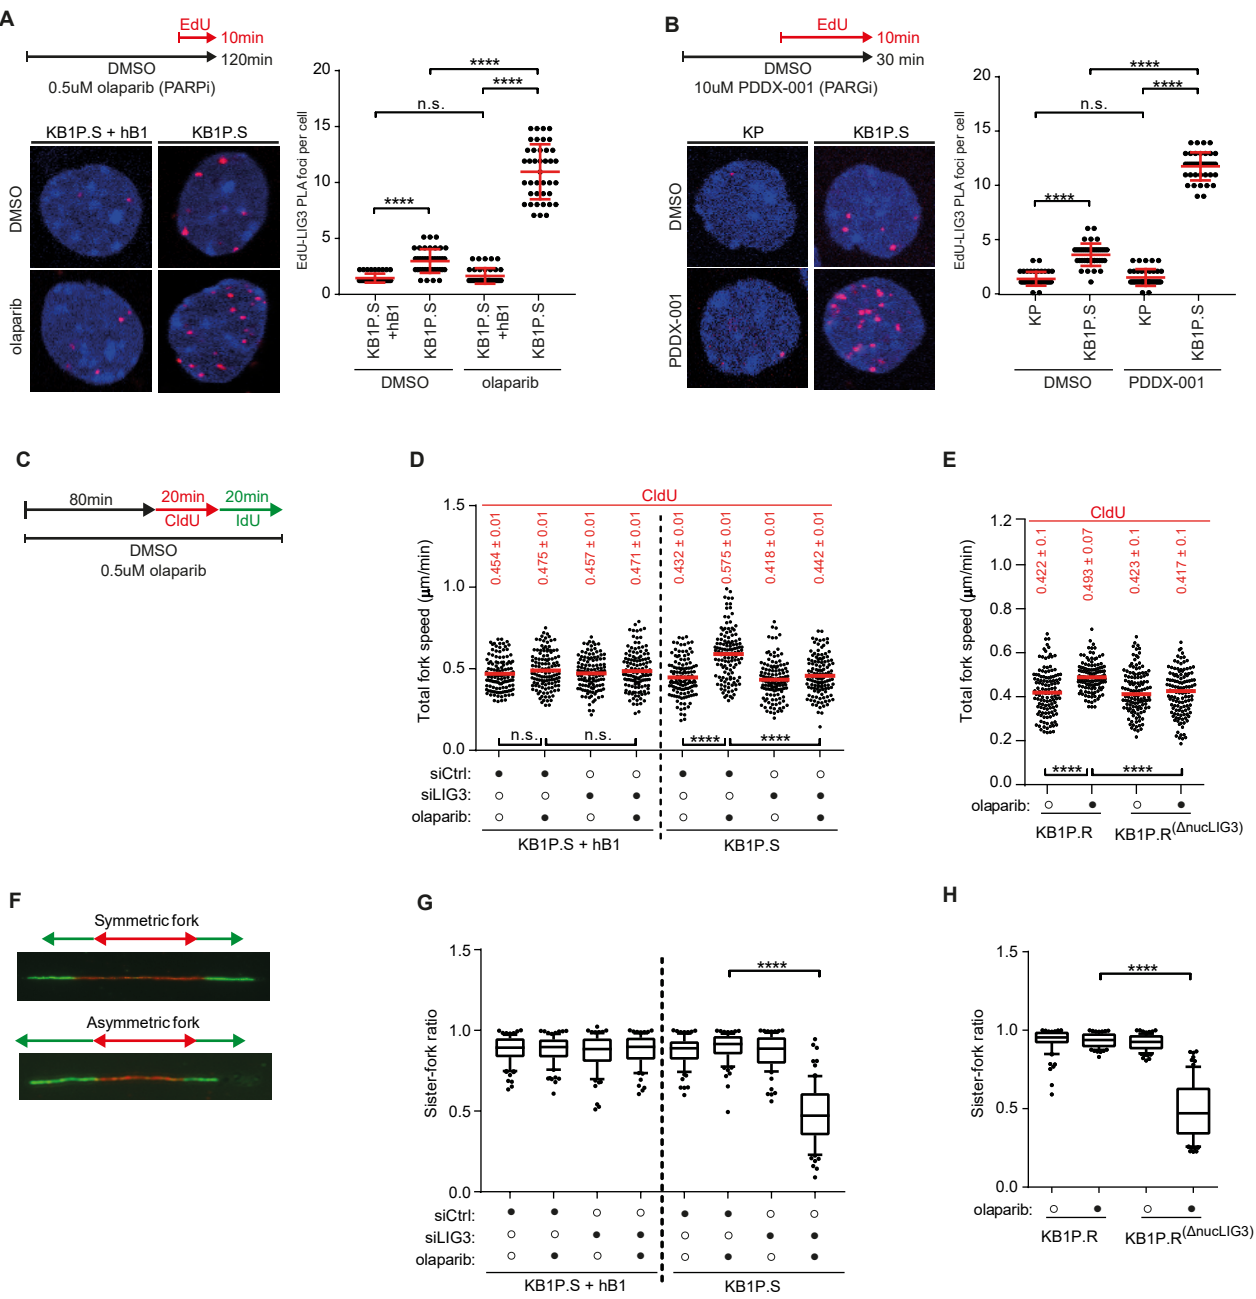 A
EdU
10min
120min
DMSO
0.5uM olaparib (PARPi)
KB1P.S + hB1
KB1P.S
DMSO
olaparib
EdU-LIG3 PLA foci per cell
20
15
10
5
0
****
****
n.s.
****
KB1P.S +hB1
KB1P.S
KB1P.S +hB1
KB1P.S
DMSO
olaparib
B
EdU
10min
30 min
DMSO
10uM PDDX-001 (PARGi)
KP
KB1P.S
DMSO
PDDX-001
EdU-LIG3 PLA foci per cell
20
15
10
5
0
****
****
n.s.
****
KP
KB1P.S
KP
KB1P.S
DMSO
PDDX-001
C
80min
20min
20min
CldU
IdU
DMSO
0.5uM olaparib
D
CldU
Total fork speed (μm/min)
1.5
1.0
0.5
0.0
0.454 ± 0.01
0.475 ± 0.01
0.457 ± 0.01
0.471 ± 0.01
0.432 ± 0.01
0.575 ± 0.01
0.418 ± 0.01
0.442 ± 0.01
n.s.
n.s.
****
****
siCtrl:
siLIG3:
olaparib:
KB1P.S + hB1
KB1P.S
E
CldU
Total fork speed (μm/min)
1.2
1.0
0.8
0.6
0.4
0.2
0.0
0.422 ± 0.1
0.493 ± 0.07
0.423 ± 0.1
0.417 ± 0.1
****
****
olaparib:
KB1P.R
KB1P.R(ΔnucLIG3)
F
Symmetric fork
Asymmetric fork
G
Sister-fork ratio
1.5
1.0
0.5
0.0
****
siCtrl:
siLIG3:
olaparib:
KB1P.S + hB1
KB1P.S
H
Sister-fork ratio
1.5
1.0
0.5
0.0
****
olaparib:
KB1P.R
KB1P.R(ΔnucLIG3)